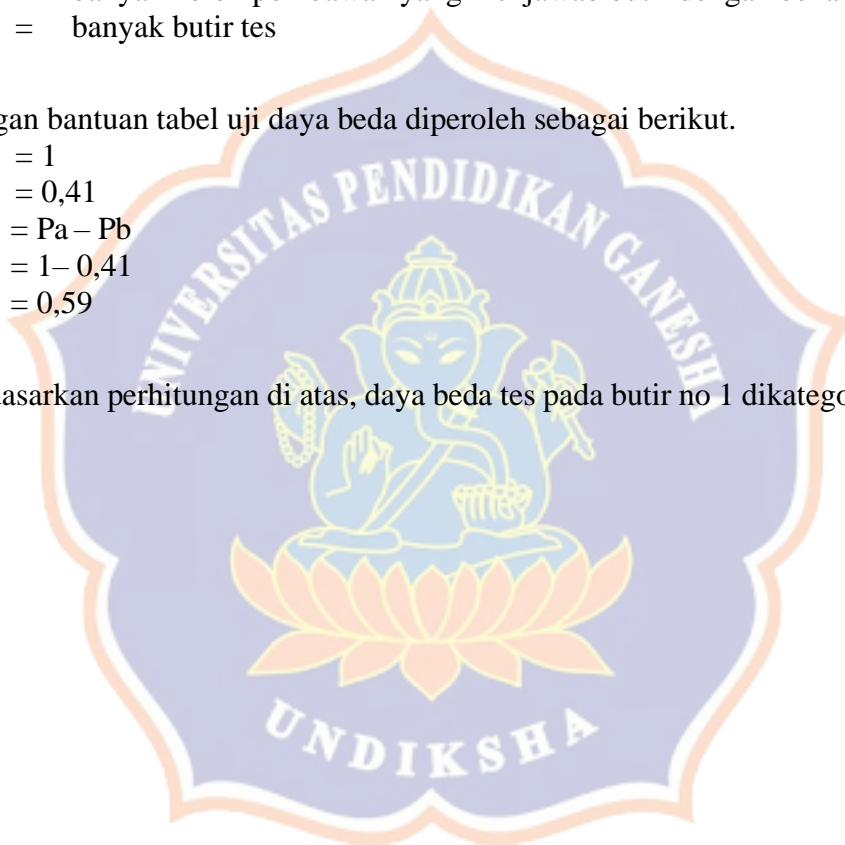 = banyak butir tes
gan bantuan tabel uji daya beda diperoleh sebagai berikut.
= 1
= 0,41
= Pa – Pb
= 1– 0,41
= 0,59
dasarkan perhitungan di atas, daya beda tes pada butir no 1 dikatego
UNIVERSITAS PENDIDIKAN GANESHA
UNDIKSHA